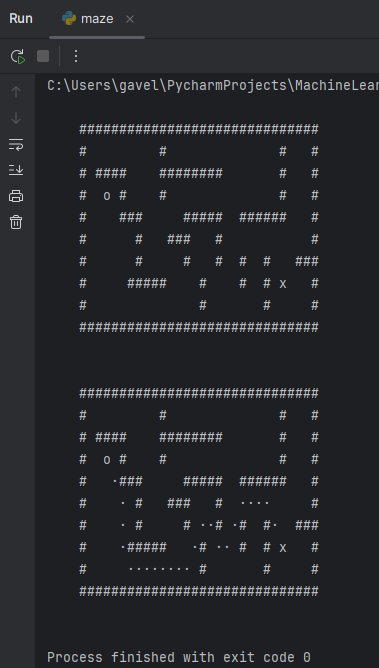 Run maze
C:\Users\gavel\PycharmProjects\MachineLear
    ##############################
    #         #              #   #
    # ####    ########       #   #
    #  o #    #              #   #
    #    ###     #####  ######   #
    #      #   ###   #           #
    #      #     #   #  #  #   ###
    #     #####    #    #  # x   #
    #              #       #     #
    ##############################
    ##############################
    #         #              #   #
    # ####    ########       #   #
    #  o #    #              #   #
    #   ·###     #####  ######   #
    #    · #   ###   #  ····     #
    #    · #     # ··# ·#  #·  ###
    #    ·#####   ·# ·· #  # x   #
    #     ········ #       #     #
    ##############################
Process finished with exit code 0